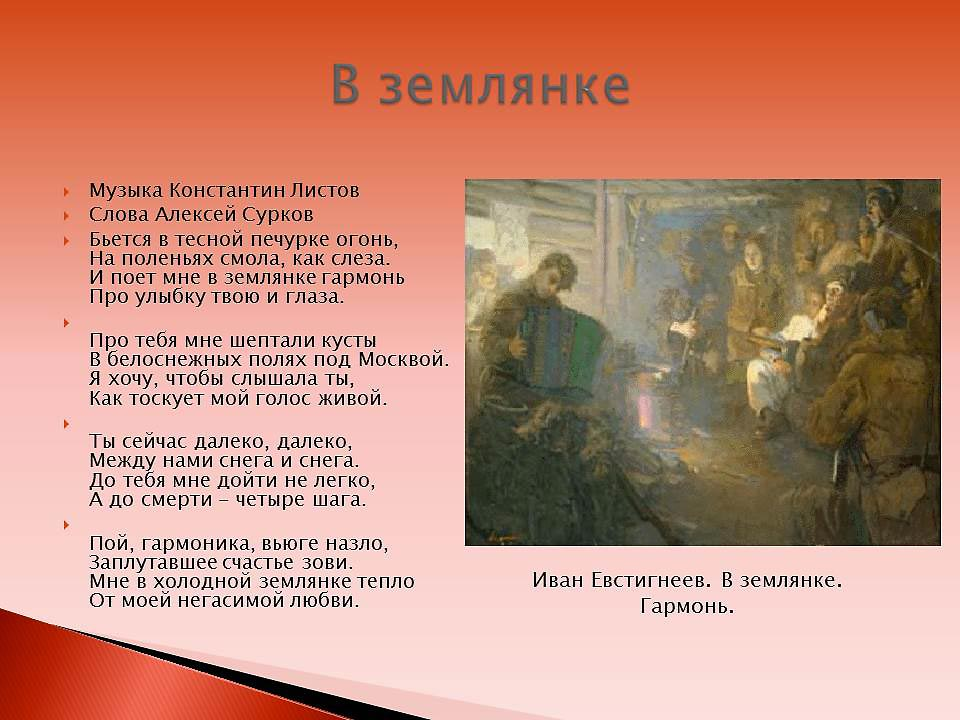 В землянке
Музыка Константин Листов
Слова Алексей Сурков
Бьется в тесной печурке огонь,
На поленьях смола, как слеза.
И поет мне в землянке гармонь
Про улыбку твою и глаза.
Про тебя мне шептали кусты
В белоснежных полях под Москвой.
Я хочу, чтобы слышала ты,
Как тоскует мой голос живой.
Ты сейчас далеко, далеко,
Между нами снега и снега.
До тебя мне дойти не легко,
А до смерти – четыре шага.
Пой, гармоника, вьюге назло,
Заплутавшее счастье зови.
Мне в холодной землянке тепло
От моей негасимой любви.
Иван Евстигнеев. В землянке.
Гармонь.